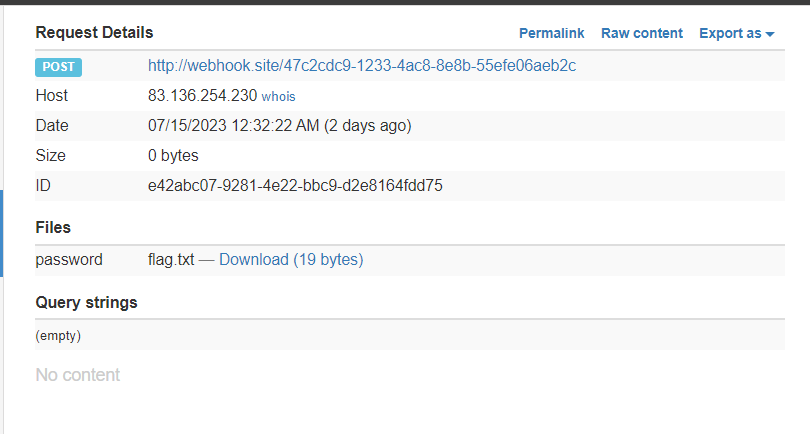 Request Details Permalink Raw content Export as
POST http://webhook.site/47c2cdc9-1233-4ac8-8e8b-55efe06aeb2c
Host 83.136.254.230 whois
Date 07/15/2023 12:32:22 AM (2 days ago)
Size 0 bytes
ID e42abc07-9281-4e22-bbc9-d2e8164fdd75
Files
password flag.txt — Download (19 bytes)
Query strings
(empty)
No content